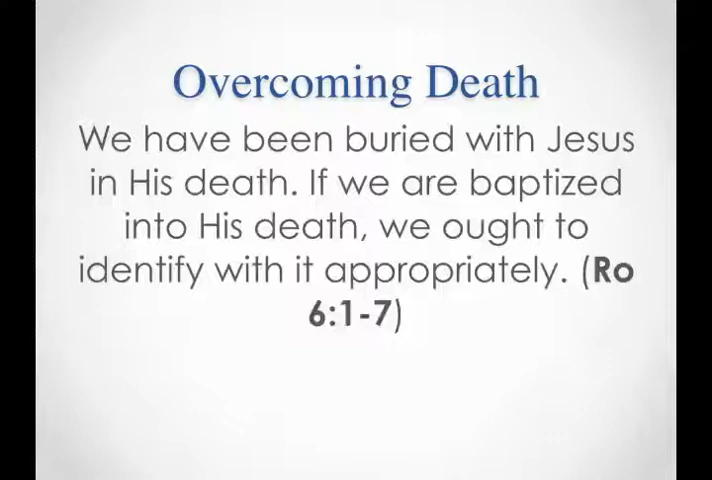 Overcoming Death
We have been buried with Jesus
in His death. If we are baptized
into His death, we ought to
identify with it appropriately. (Ro
6:1-7)